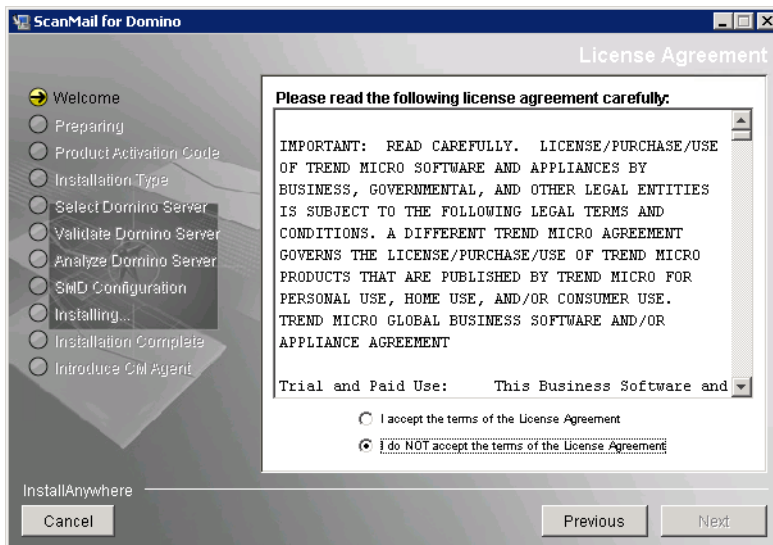 ScanMail for Domino
License Agreement
Welcome
Preparing
Product Activation Code
Installation Type
Select Domino Server
Validate Domino Server
Analyze Domino Server
SMD Configuration
Installing...
Installation Complete
Introduce CM Agent
Please read the following license agreement carefully:
IMPORTANT:  READ CAREFULLY.  LICENSE/PURCHASE/USE
OF TREND MICRO SOFTWARE AND APPLIANCES BY
BUSINESS, GOVERNMENTAL, AND OTHER LEGAL ENTITIES
IS SUBJECT TO THE FOLLOWING LEGAL TERMS AND
CONDITIONS. A DIFFERENT TREND MICRO AGREEMENT
GOVERNS THE LICENSE/PURCHASE/USE OF TREND MICRO
PRODUCTS THAT ARE PUBLISHED BY TREND MICRO FOR
PERSONAL USE, HOME USE, AND/OR CONSUMER USE.
TREND MICRO GLOBAL BUSINESS SOFTWARE AND/OR
APPLIANCE AGREEMENT
Trial and Paid Use:     This Business Software and
I accept the terms of the License Agreement
I do NOT accept the terms of the License Agreement
InstallAnywhere
Cancel
Previous
Next